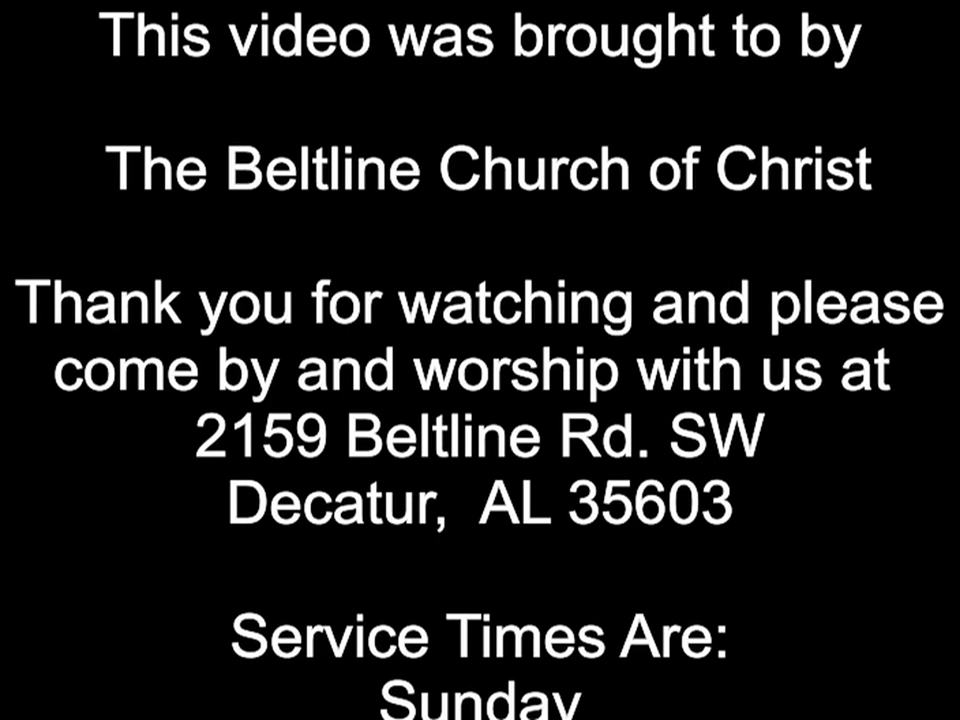 This video was brought to by
The Beltline Church of Christ
Thank you for watching and please
come by and worship with us at
2159 Beltline Rd. SW
Decatur,  AL 35603
Service Times Are:
Sunday